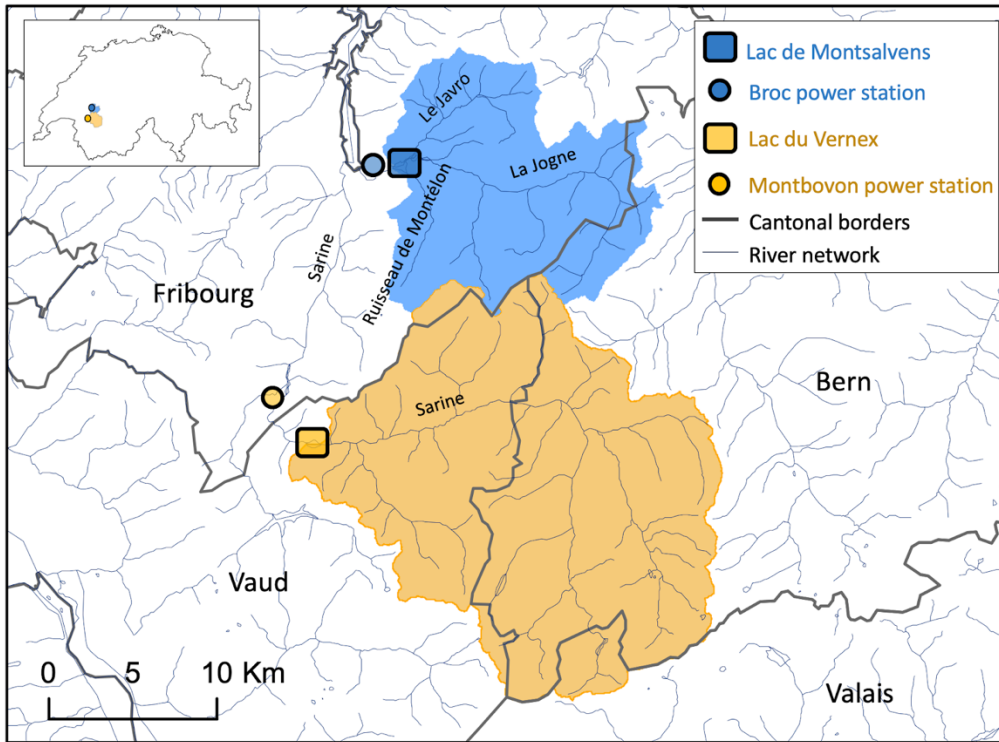 Lac de Montsalvens
Broc power station
Lac du Vernex
Montbovon power station
Cantonal borders
River network
Le Javro
La Jogne
Ruisseau de Montélon
Sarine
Fribourg
Sarine
Bern
Vaud
Valais
0 5 10 Km